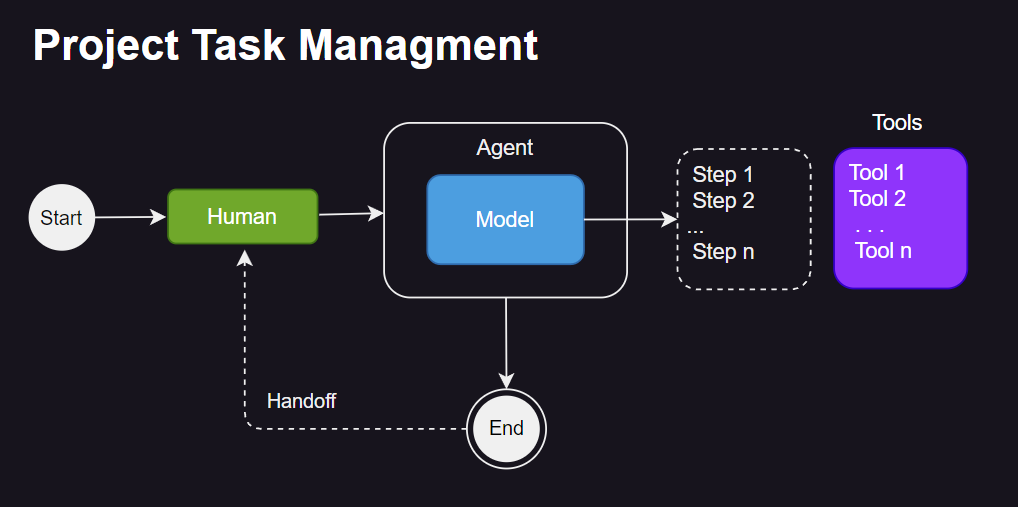 Project Task Managment
Tools
Agent
Step 1
Step 2
...
Step n
Tool 1
Tool 2
. . .
Tool n
Start
Human
Model
Handoff
End